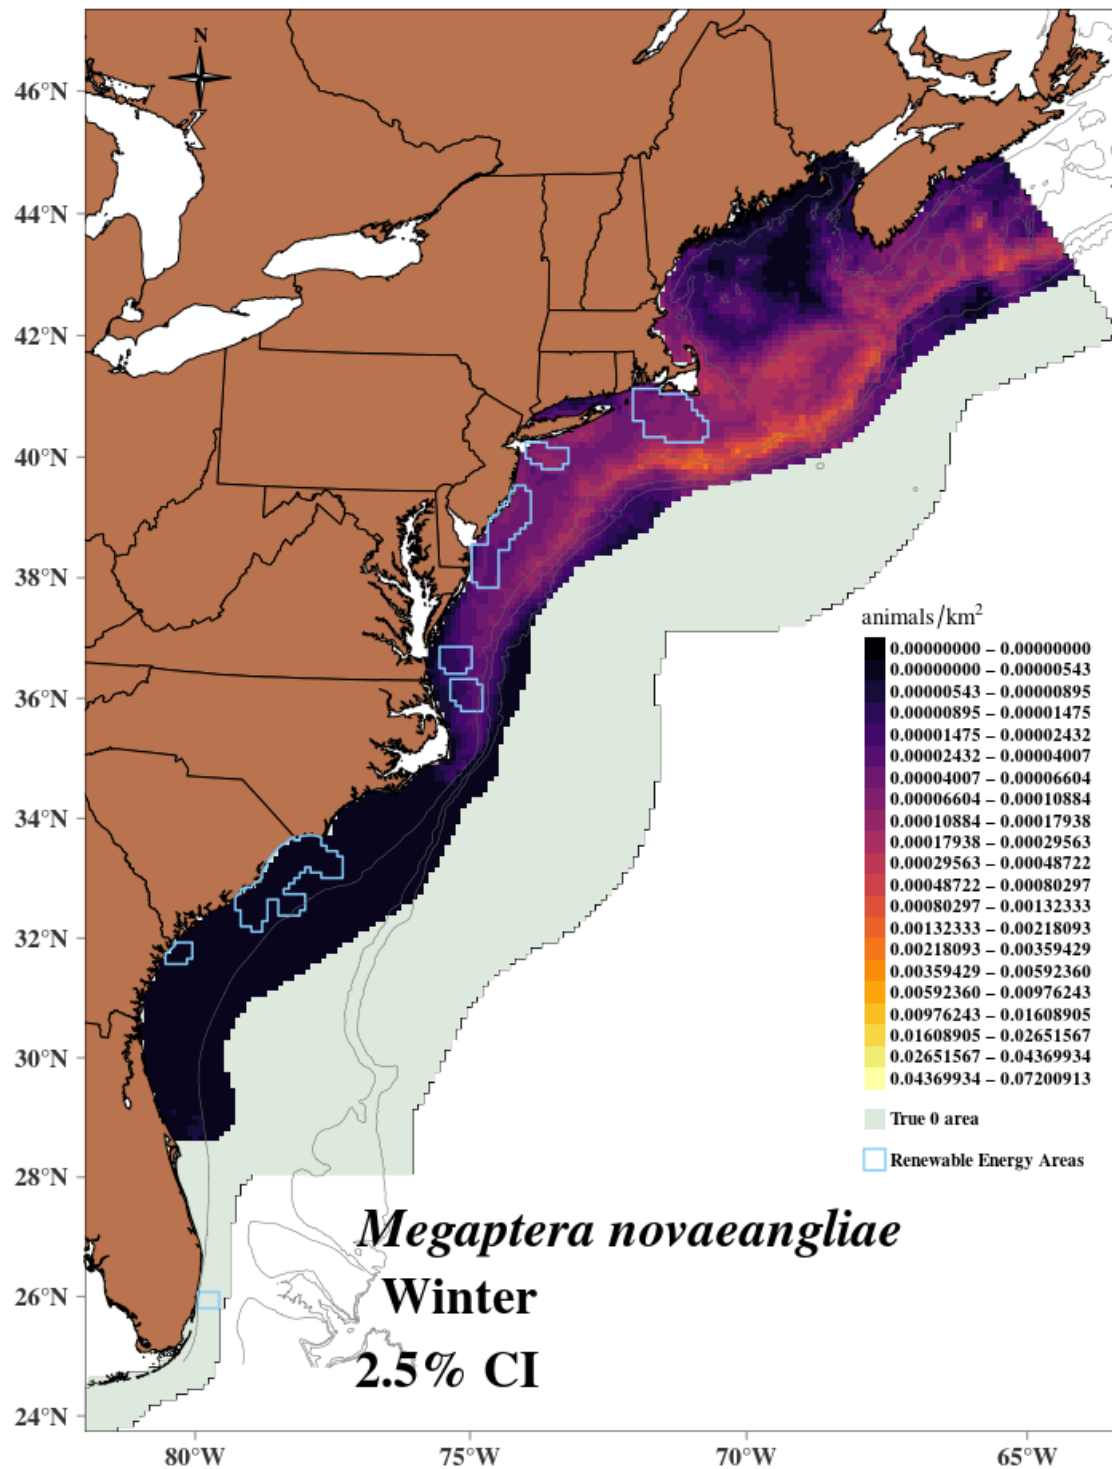 N
46°N
44°N
42°N
40°N
38°N
36°N
34°N
32°N
30°N
28°N
26°N
24°N
80°W
75°W
70°W
65°W
animals/km²
0.00000000 – 0.00000000
0.00000000 – 0.00000543
0.00000543 – 0.00000895
0.00000895 – 0.00001475
0.00001475 – 0.00002432
0.00002432 – 0.00004007
0.00004007 – 0.00006604
0.00006604 – 0.00010884
0.00010884 – 0.00017938
0.00017938 – 0.00029563
0.00029563 – 0.00048722
0.00048722 – 0.00080297
0.00080297 – 0.00132333
0.00132333 – 0.00218093
0.00218093 – 0.00359429
0.00359429 – 0.00592360
0.00592360 – 0.00976243
0.00976243 – 0.01608905
0.01608905 – 0.02651567
0.02651567 – 0.04369934
0.04369934 – 0.07200913
True 0 area
Renewable Energy Areas
Megaptera novaeangliae
Winter
2.5% CI